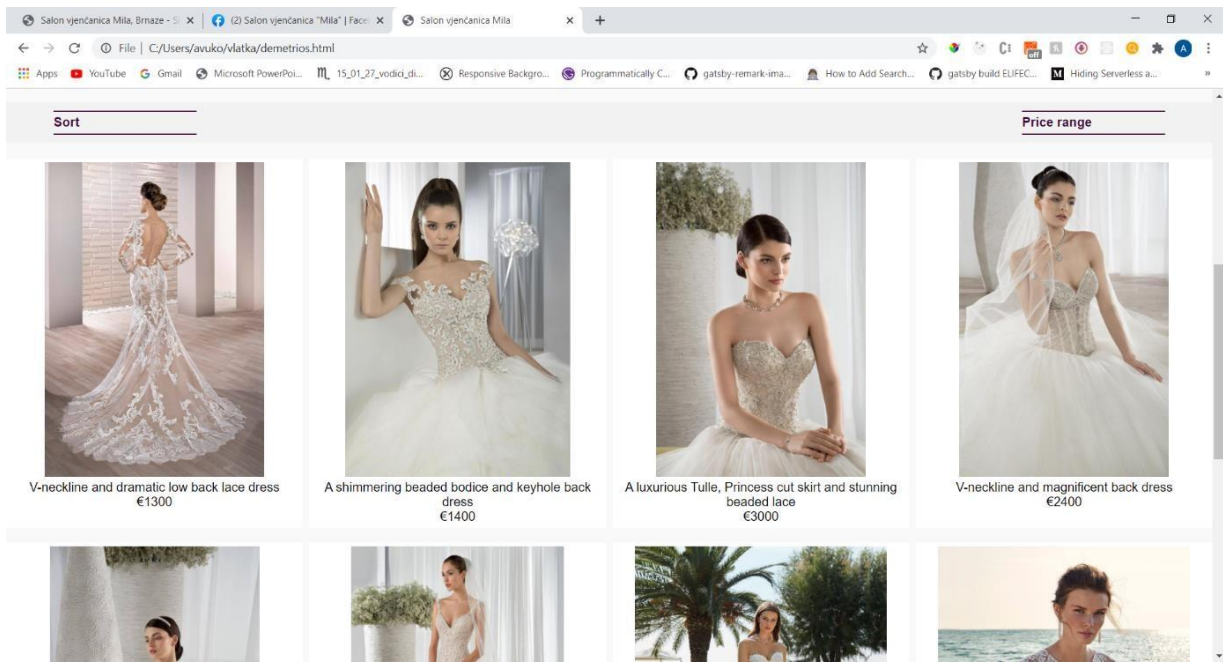 Salon vjenčanica Mila, Brnaze - S
(2) Salon vjenčanica "Mila" | Face
Salon vjenčanica Mila
File | C:/Users/avuko/vlatka/demetrios.html
off
A
Apps
YouTube
Gmail
Microsoft PowerPoi...
15_01_27_vodici_di...
Responsive Backgro...
Programmatically C...
gatsby-remark-ima...
How to Add Search...
gatsby build ELIFEC...
Hiding Serverless a...
Sort
Price range
V-neckline and dramatic low back lace dress
€1300
A shimmering beaded bodice and keyhole back
dress
€1400
A luxurious Tulle, Princess cut skirt and stunning
beaded lace
€3000
V-neckline and magnificent back dress
€2400